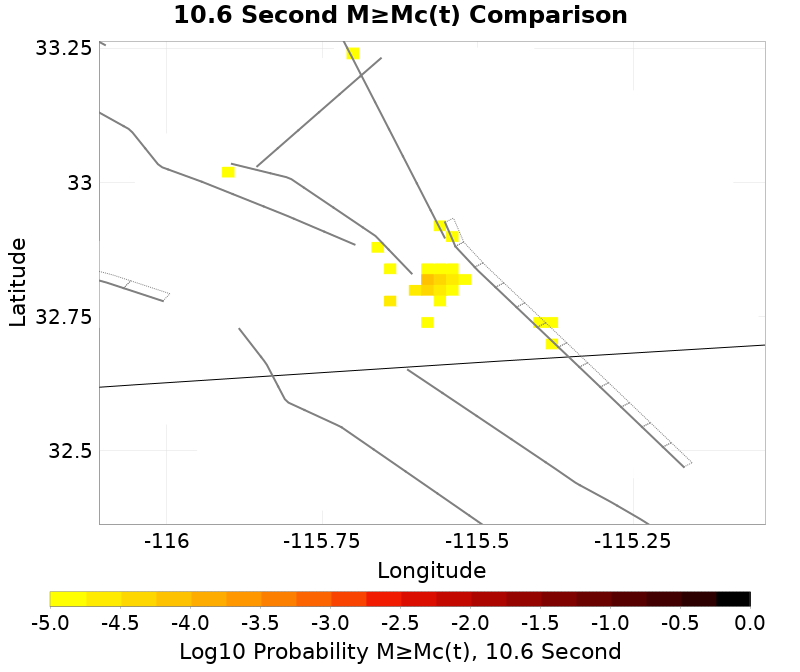 10.6 Second M≥Mc(t) Comparison
33.25
33
32.75
32.5
Latitude
-116 -115.75 -115.5 -115.25
Longitude
-5.0 -4.5 -4.0 -3.5 -3.0 -2.5 -2.0 -1.5 -1.0 -0.5 0.0
Log10 Probability M≥Mc(t), 10.6 Second